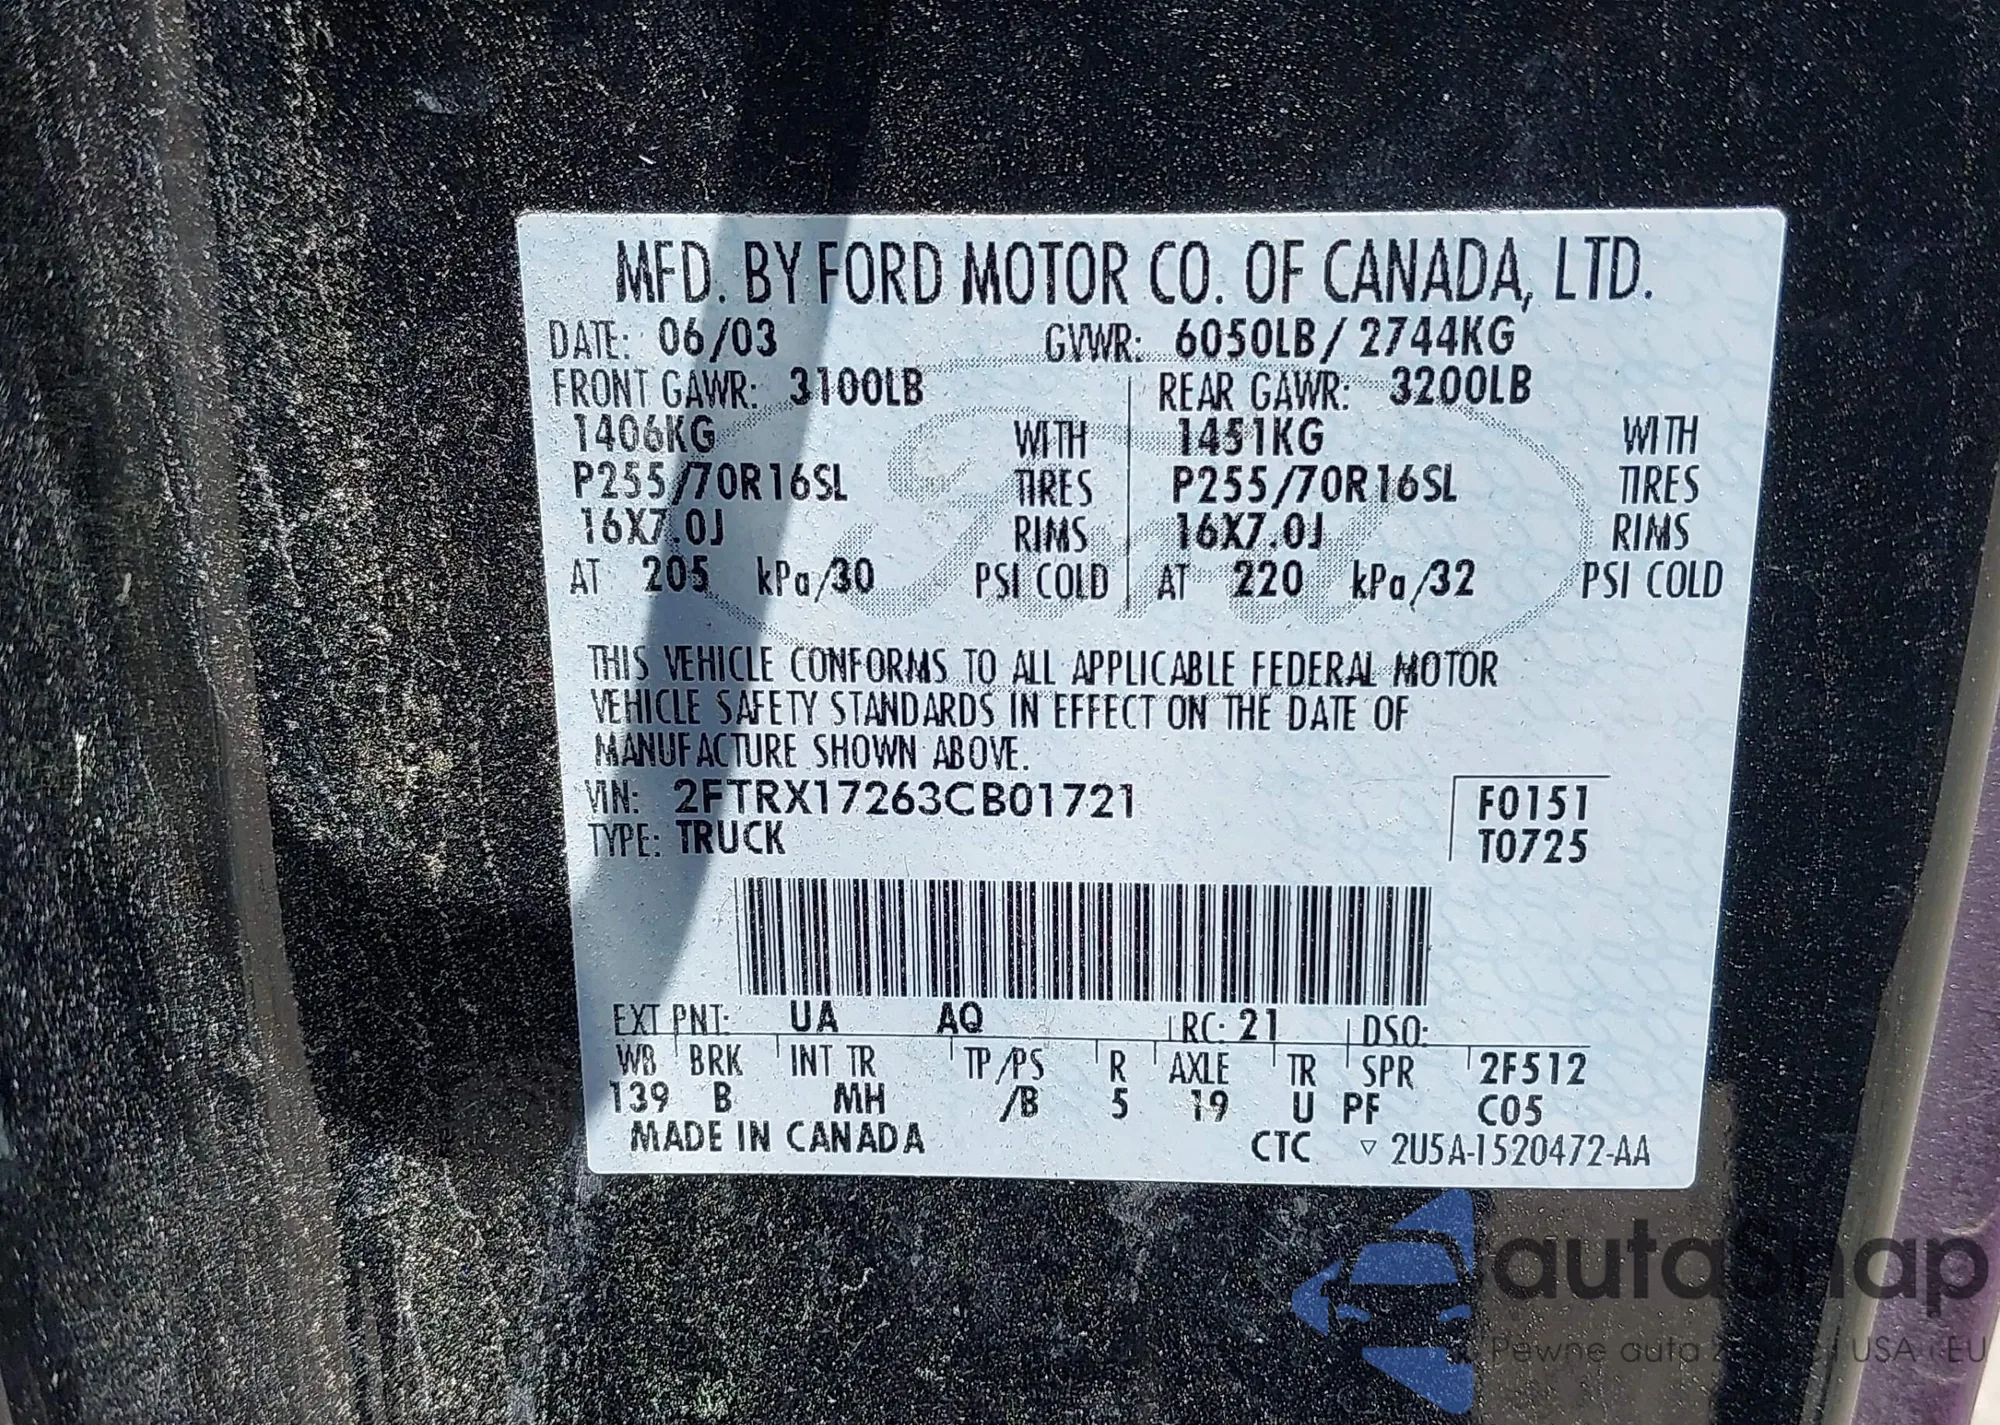 MFD. BY FORD MOTOR CO. OF CANADA, LTD.
DATE: 06/03 GVWR: 6050LB / 2744KG
FRONT GAWR: 3100LB REAR GAWR: 3200LB
1406KG WITH 1451KG WITH
P255/70R16SL TIRES P255/70R16SL TIRES
16X7.0J RIMS 16X7.0J RIMS
AT 205 kPa/30 PSI COLD AT 220 kPa/32 PSI COLD
THIS VEHICLE CONFORMS TO ALL APPLICABLE FEDERAL MOTOR
VEHICLE SAFETY STANDARDS IN EFFECT ON THE DATE OF
MANUFACTURE SHOWN ABOVE.
VIN: 2FTRX17263CB01721 F0151
TYPE: TRUCK T0725
EXT PNT: UA AQ RC: 21 DSO:
WB BRK INT TR TP/PS R AXLE TR SPR 2F512
139 B MH /B 5 19 U PF C05
MADE IN CANADA CTC ▽ 2U5A-1520472-AA
autasnap
Pewne auta z USA i EU